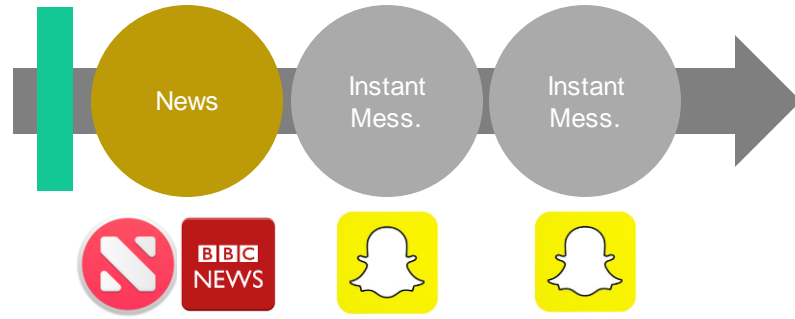 News
Instant
Mess.
Instant
Mess.
BBC
NEWS